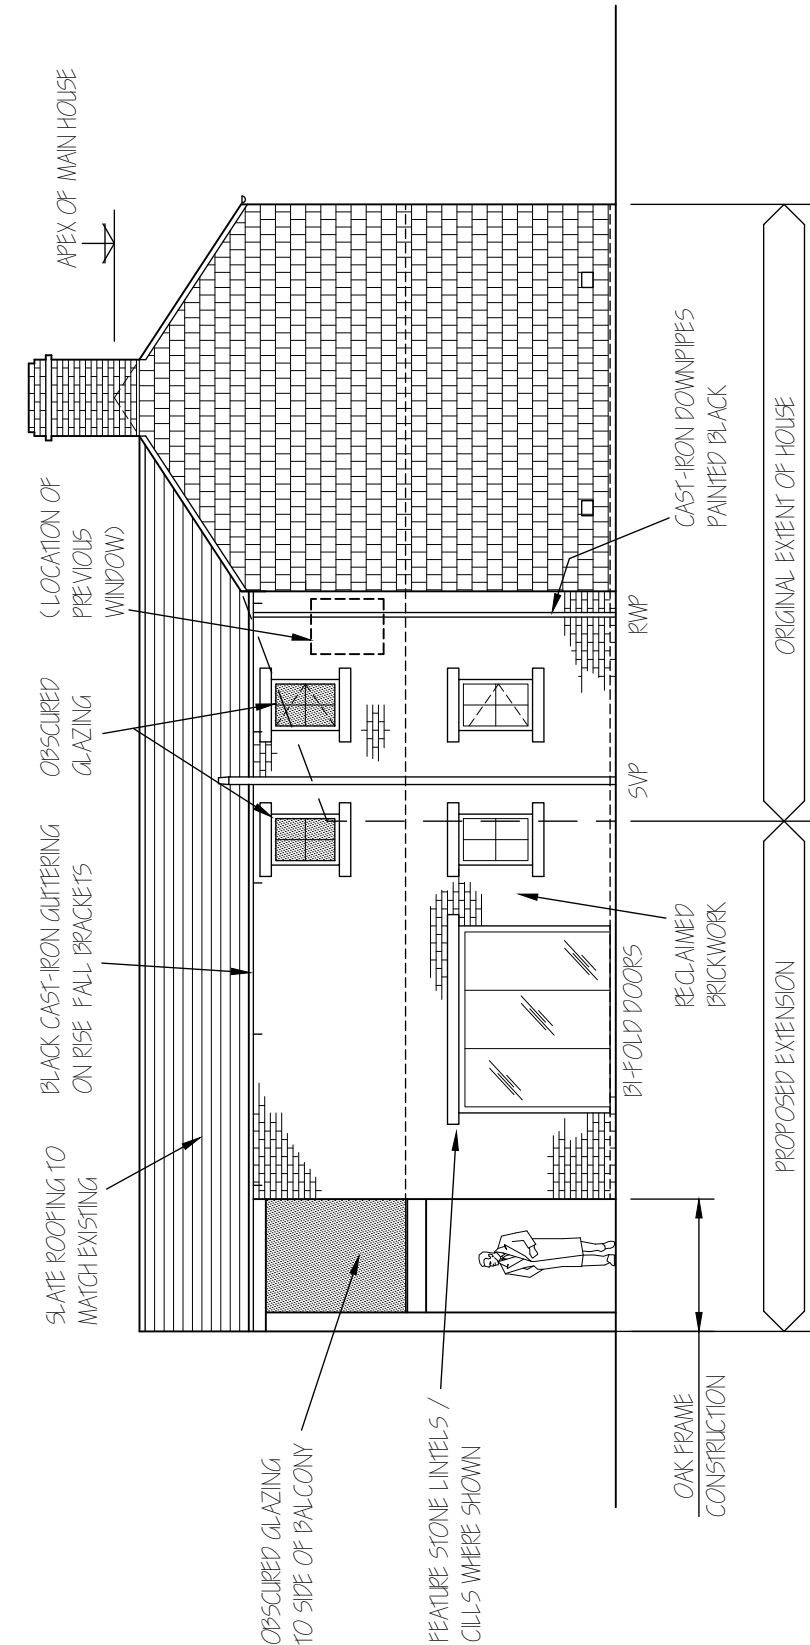 APEX OF MAIN HOUSE
(LOCATION OF
PREVIOUS
WINDOW)
OBSCURED
GLAZING
BLACK CAST-IRON GUTTERING
ON RISE FALL BRACKETS
SLATE ROOFING TO
MATCH EXISTING
OBSCURED GLAZING
TO SIDE OF BALCONY
FEATURE STONE LINTELS /
CILLS WHERE SHOWN
OAK FRAME
CONSTRUCTION
BI-FOLD DOORS
RECLAIMED
BRICKWORK
SVP
RWP
CAST-IRON DOWNPIPES
PAINTED BLACK
PROPOSED EXTENSION
ORIGINAL EXTENT OF HOUSE